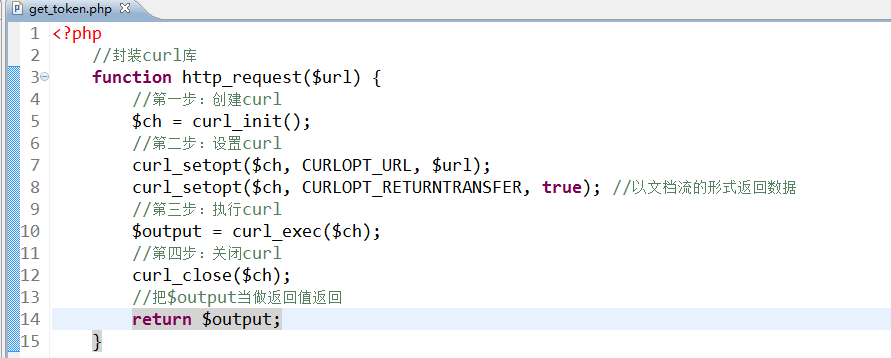 get_token.php
1 <?php
2 //封装curl库
3 function http_request($url) {
4 //第一步：创建curl
5 $ch = curl_init();
6 //第二步：设置curl
7 curl_setopt($ch, CURLOPT_URL, $url);
8 curl_setopt($ch, CURLOPT_RETURNTRANSFER, true); //以文档流的形式返回数据
9 //第三步：执行curl
10 $output = curl_exec($ch);
11 //第四步：关闭curl
12 curl_close($ch);
13 //把$output当做返回值返回
14 return $output;
15 }